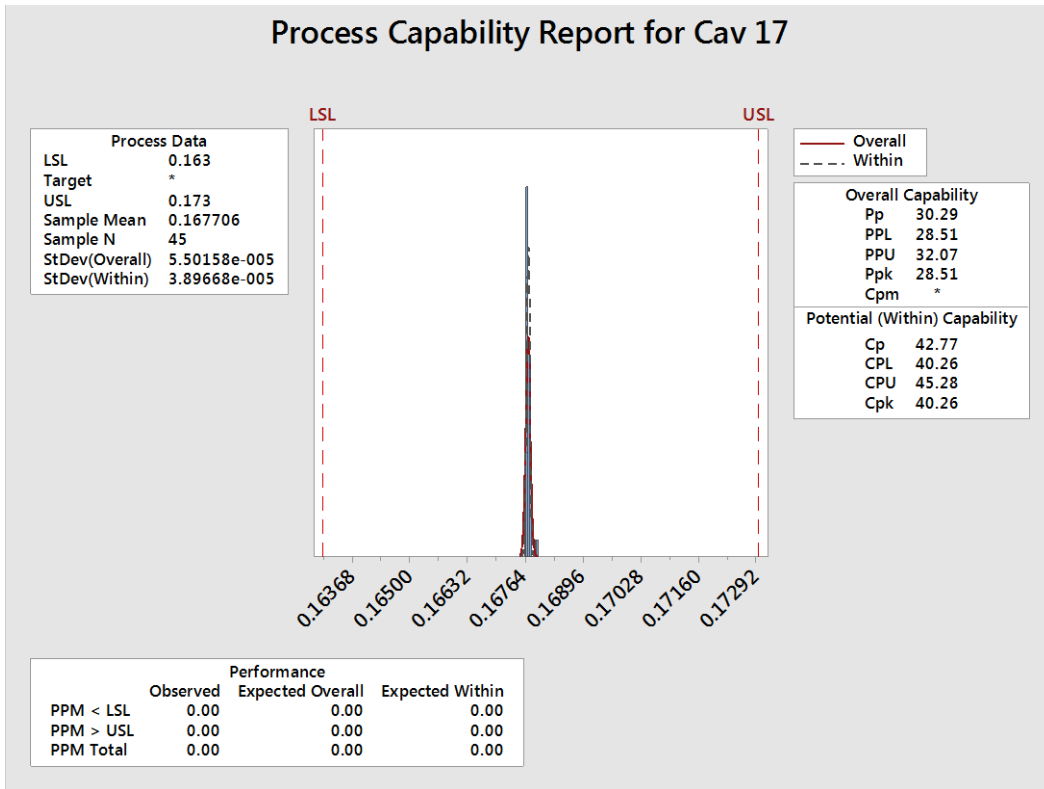 Process Capability Report for Cav 17
LSL
USL
Process Data
LSL 0.163
Target *
USL 0.173
Sample Mean 0.167706
Sample N 45
StDev(Overall) 5.50158e-005
StDev(Within) 3.89668e-005
Overall
Within
Overall Capability
Pp 30.29
PPL 28.51
PPU 32.07
Ppk 28.51
Cpm *
Potential (Within) Capability
Cp 42.77
CPL 40.26
CPU 45.28
Cpk 40.26
0.16368 0.16500 0.16632 0.16764 0.16896 0.17028 0.17160 0.17292
Performance
Observed Expected Overall Expected Within
PPM < LSL 0.00 0.00 0.00
PPM > USL 0.00 0.00 0.00
PPM Total 0.00 0.00 0.00